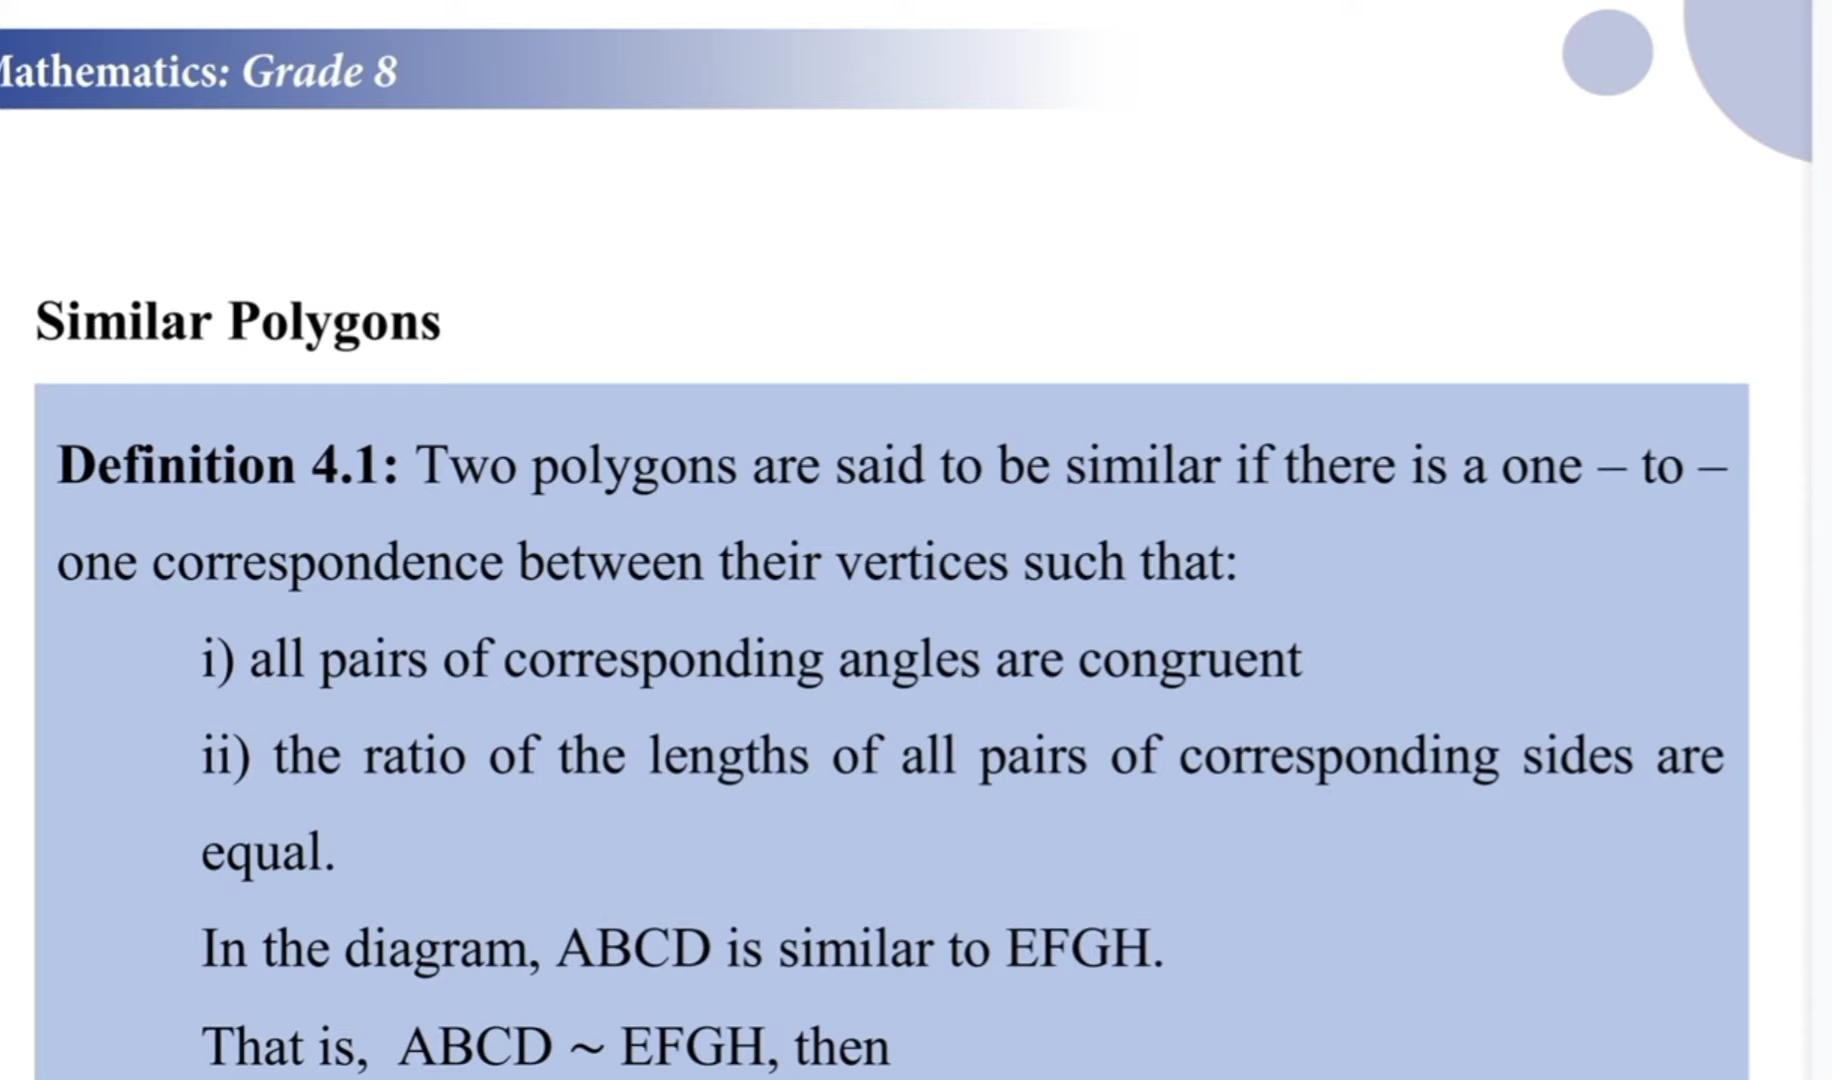 Mathematics: Grade 8
Similar Polygons
Definition 4.1: Two polygons are said to be similar if there is a one – to –
one correspondence between their vertices such that:
i) all pairs of corresponding angles are congruent
ii) the ratio of the lengths of all pairs of corresponding sides are
equal.
In the diagram, ABCD is similar to EFGH.
That is, ABCD ~ EFGH, then